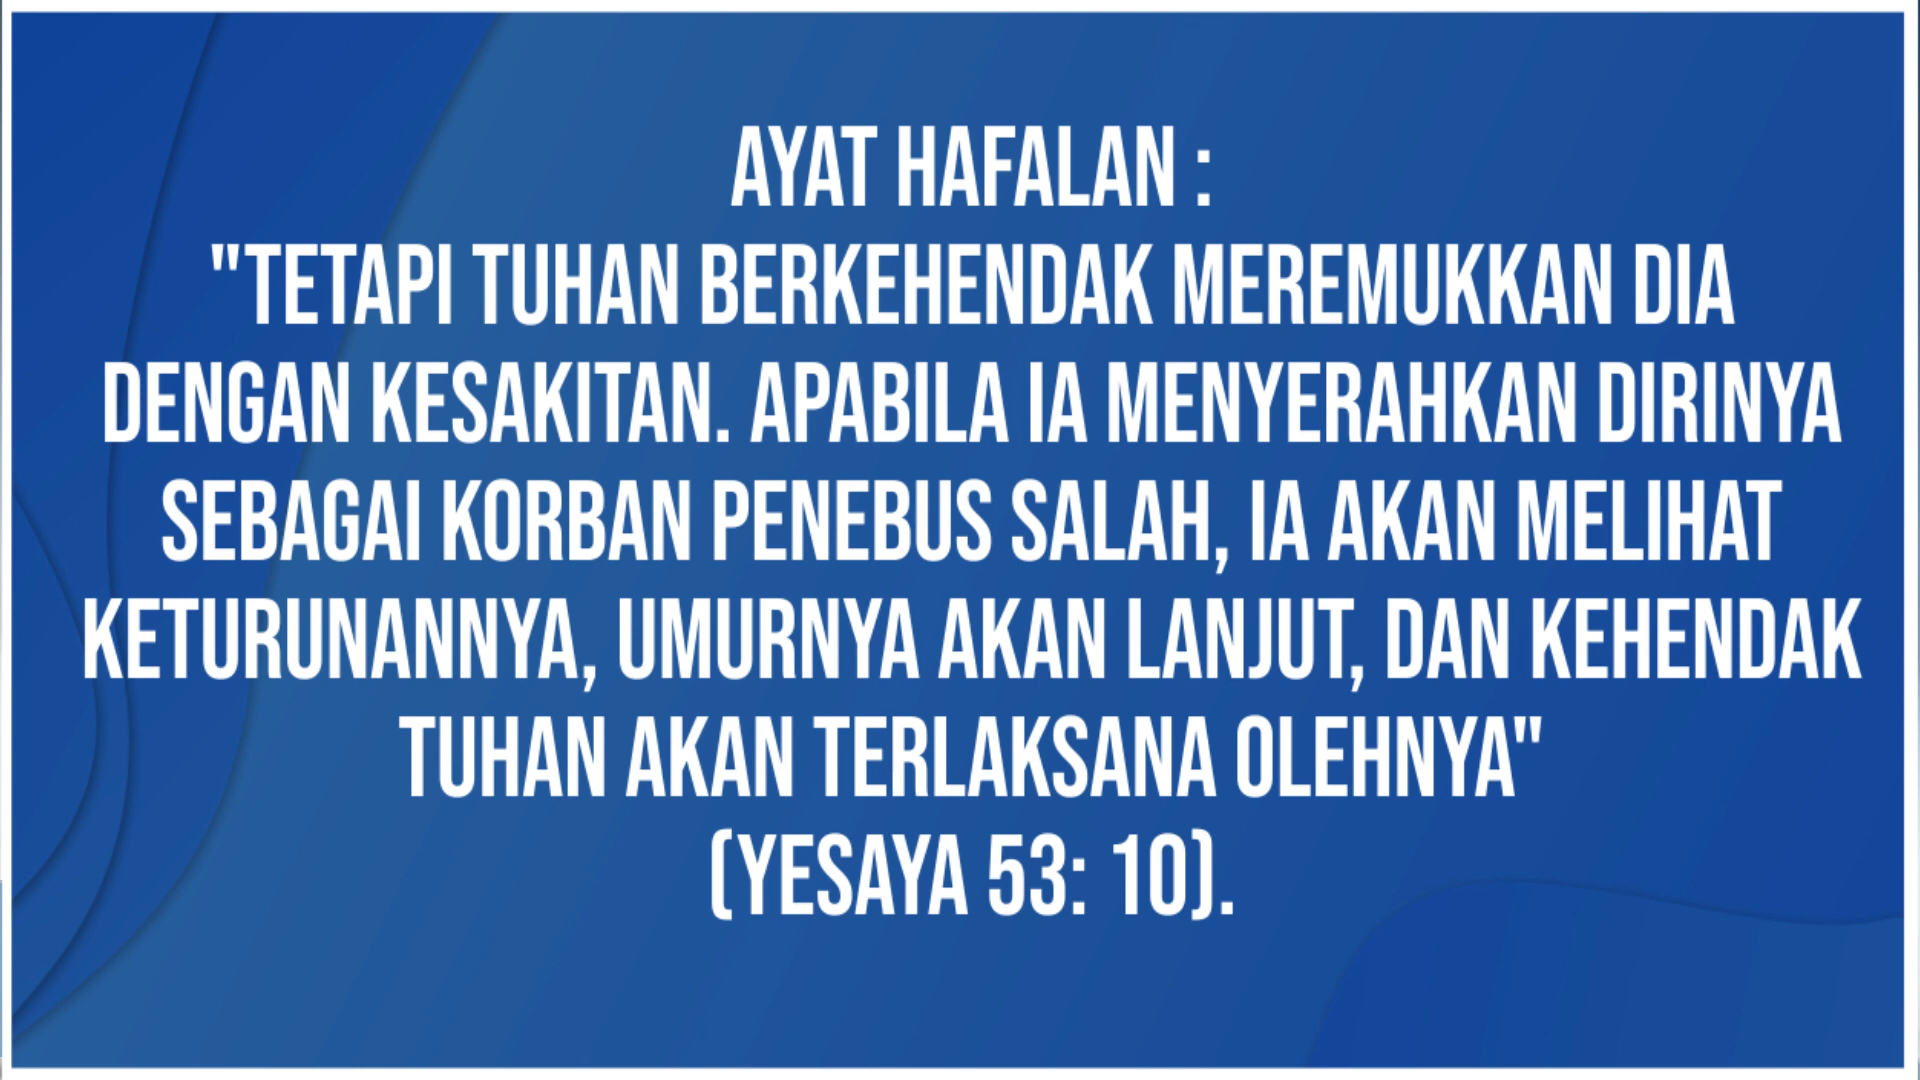 AYAT HAFALAN :
"TETAPI TUHAN BERKEHENDAK MEREMUKKAN DIA
DENGAN KESAKITAN. APABILA IA MENYERAHKAN DIRINYA
SEBAGAI KORBAN PENEBUS SALAH, IA AKAN MELIHAT
KETURUNANNYA, UMURNYA AKAN LANJUT, DAN KEHENDAK
TUHAN AKAN TERLAKSANA OLEHNYA"
(YESAYA 53: 10).